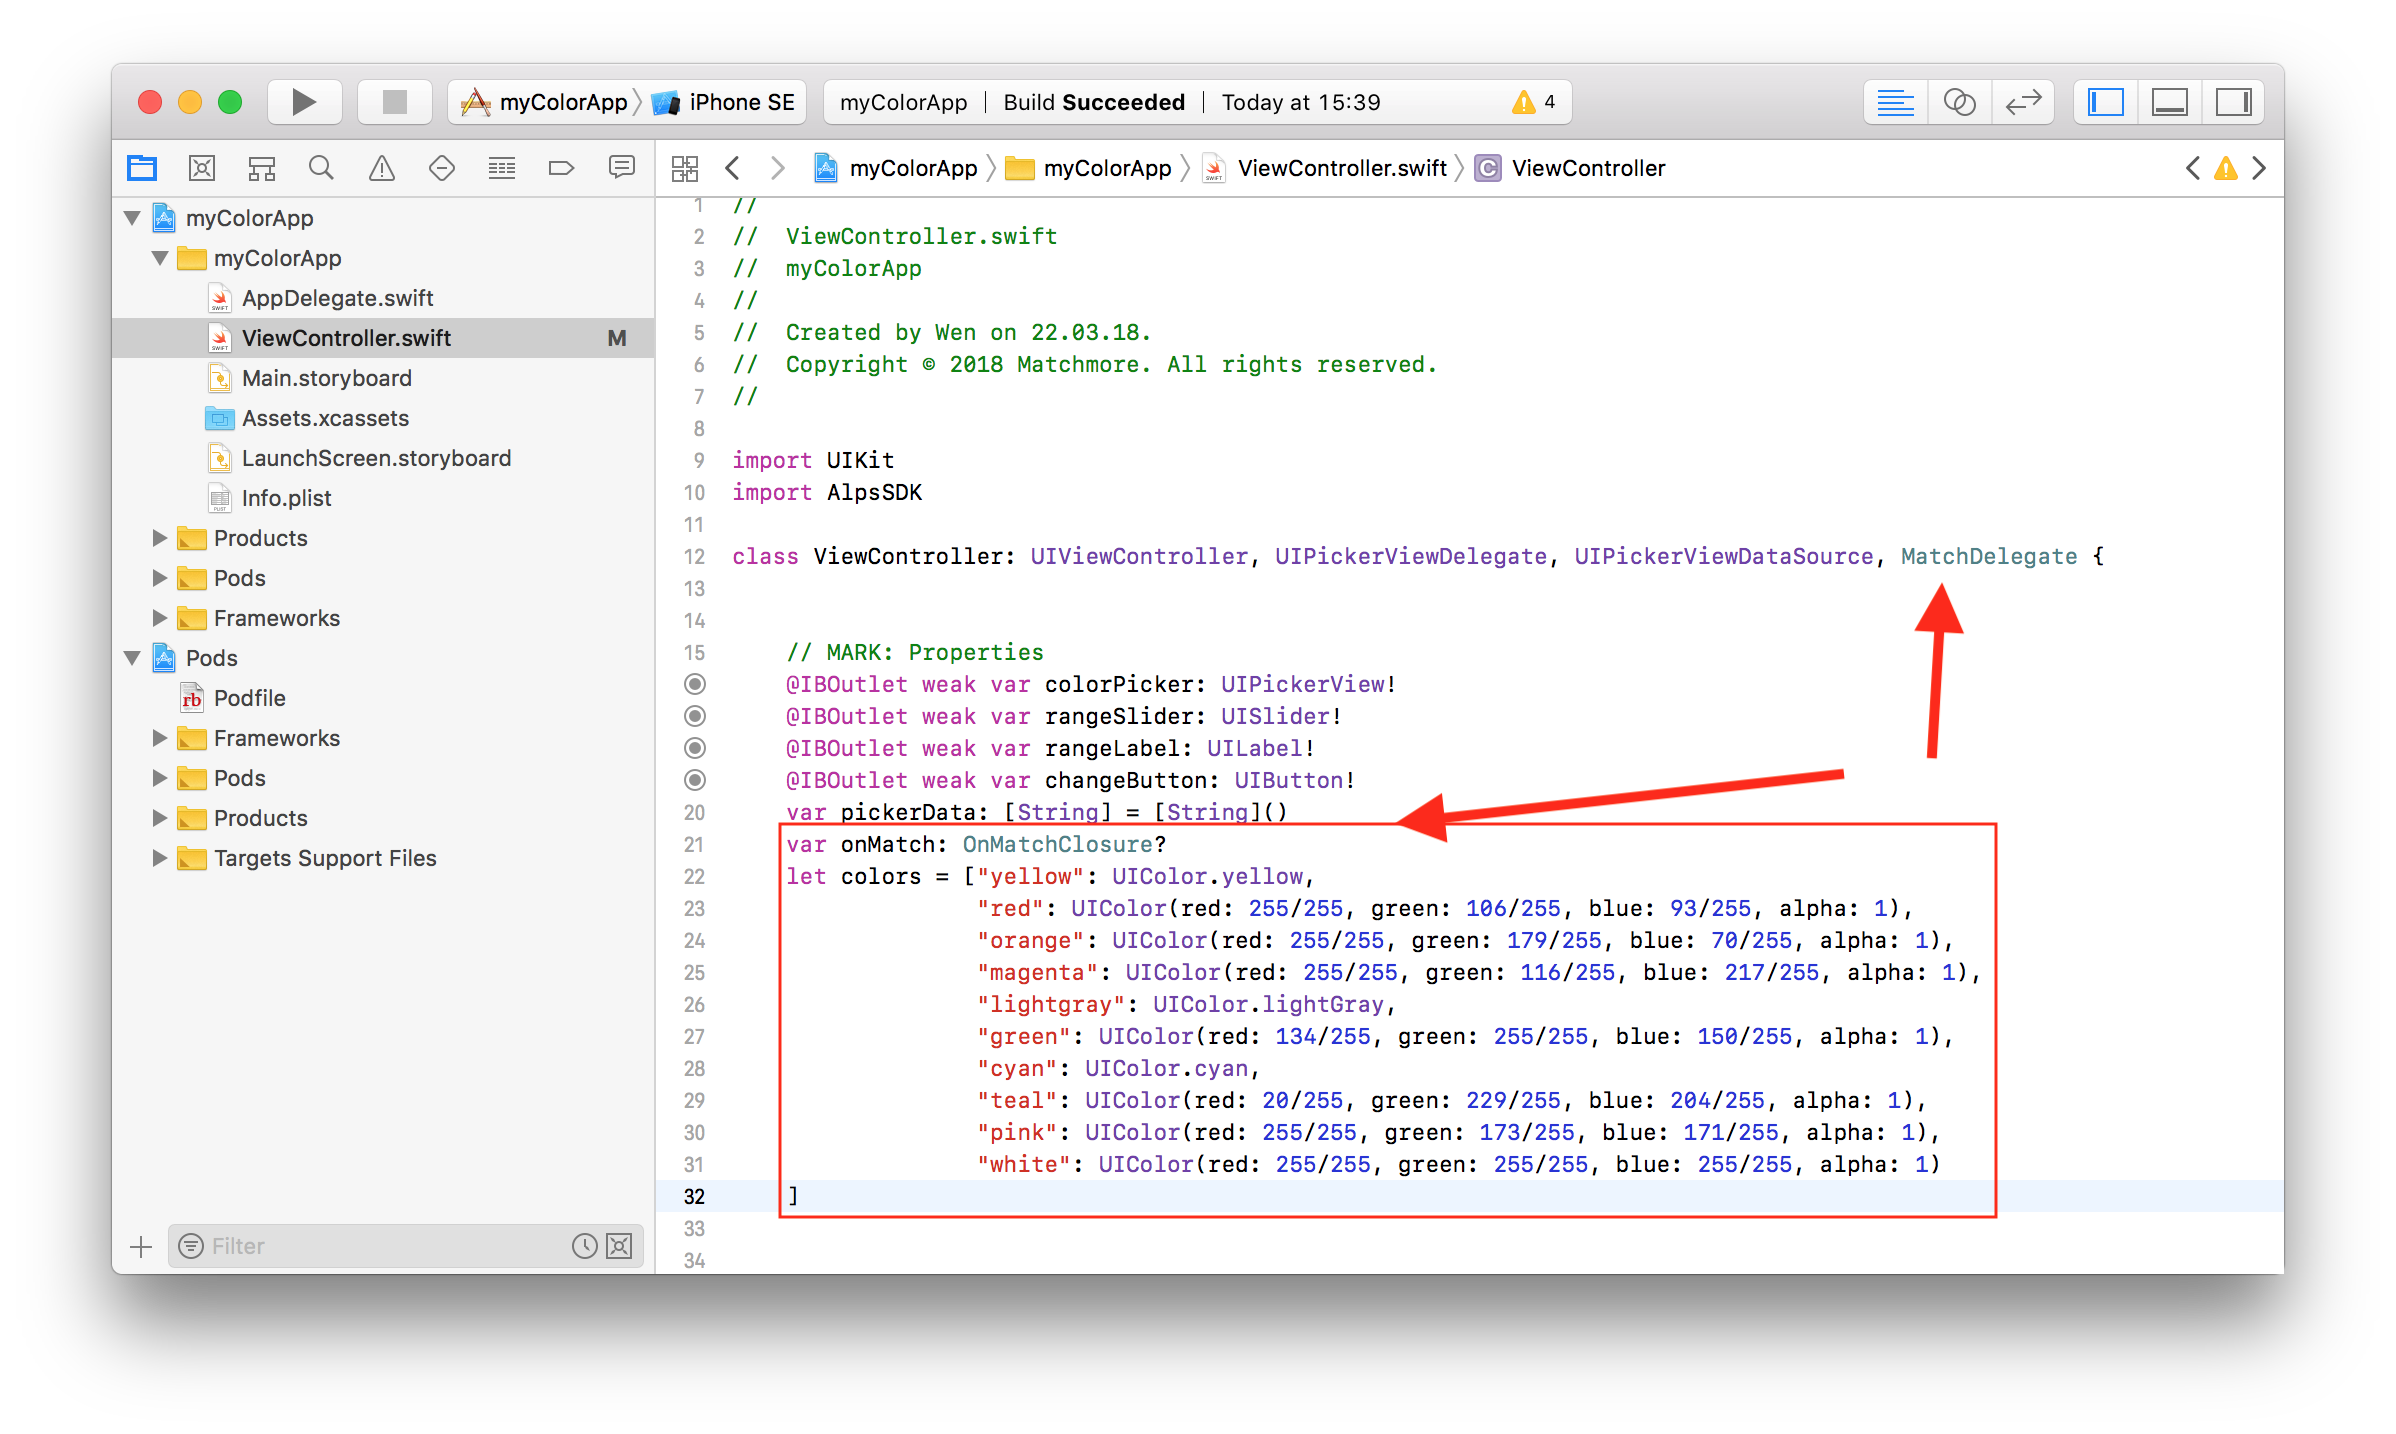 myColorApp 〉 iPhone SE
myColorApp | Build Succeeded | Today at 15:39
4
myColorApp 〉 myColorApp 〉 ViewController.swift 〉 C ViewController
myColorApp
myColorApp
AppDelegate.swift
ViewController.swift M
Main.storyboard
Assets.xcassets
LaunchScreen.storyboard
Info.plist
Products
Pods
Frameworks
Pods
rb Podfile
Frameworks
Pods
Products
Targets Support Files
Filter
1 //
2 //  ViewController.swift
3 //  myColorApp
4 //
5 //  Created by Wen on 22.03.18.
6 //  Copyright © 2018 Matchmore. All rights reserved.
7 //
8
9 import UIKit
10 import AlpsSDK
11
12 class ViewController: UIViewController, UIPickerViewDelegate, UIPickerViewDataSource, MatchDelegate {
13
14
15     // MARK: Properties
@IBOutlet weak var colorPicker: UIPickerView!
@IBOutlet weak var rangeSlider: UISlider!
@IBOutlet weak var rangeLabel: UILabel!
@IBOutlet weak var changeButton: UIButton!
20     var pickerData: [String] = [String]()
21     var onMatch: OnMatchClosure?
22     let colors = ["yellow": UIColor.yellow,
23                   "red": UIColor(red: 255/255, green: 106/255, blue: 93/255, alpha: 1),
24                   "orange": UIColor(red: 255/255, green: 179/255, blue: 70/255, alpha: 1),
25                   "magenta": UIColor(red: 255/255, green: 116/255, blue: 217/255, alpha: 1),
26                   "lightgray": UIColor.lightGray,
27                   "green": UIColor(red: 134/255, green: 255/255, blue: 150/255, alpha: 1),
28                   "cyan": UIColor.cyan,
29                   "teal": UIColor(red: 20/255, green: 229/255, blue: 204/255, alpha: 1),
30                   "pink": UIColor(red: 255/255, green: 173/255, blue: 171/255, alpha: 1),
31                   "white": UIColor(red: 255/255, green: 255/255, blue: 255/255, alpha: 1)
32     ]
33
34